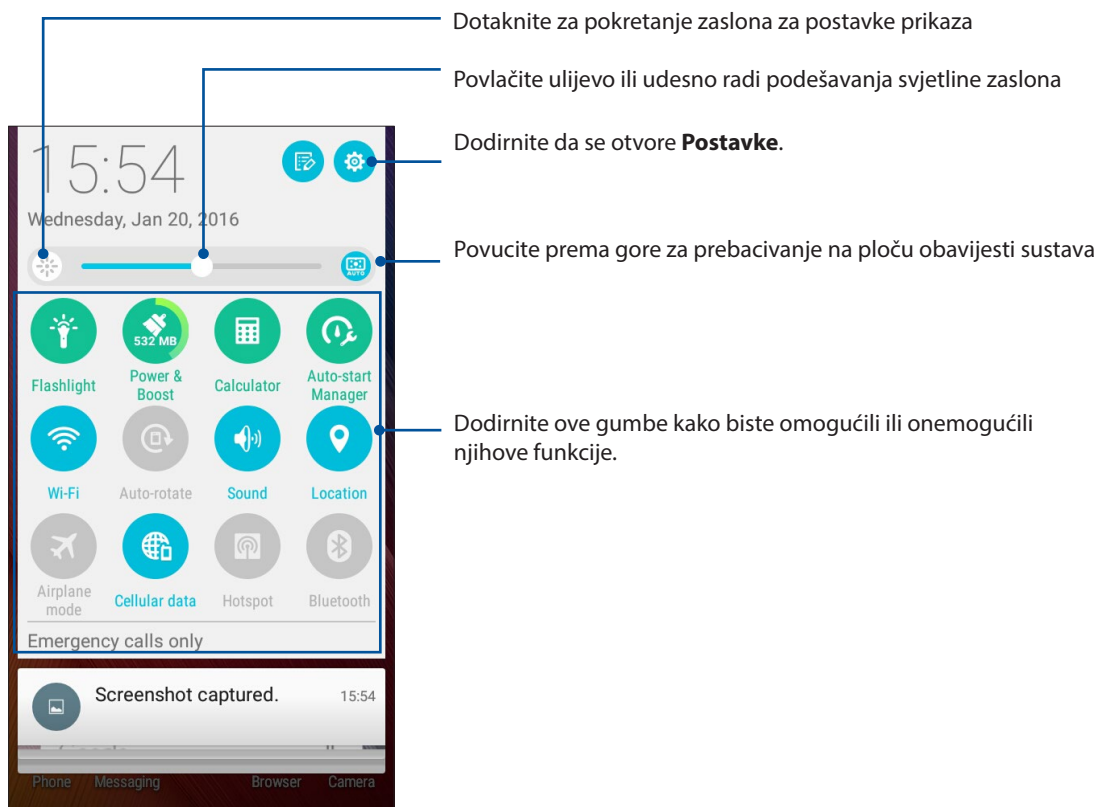 Dotaknite za pokretanje zaslona za postavke prikaza
Povlačite ulijevo ili udesno radi podešavanja svjetline zaslona
Dodirnite da se otvore Postavke.
Povucite prema gore za prebacivanje na ploču obavijesti sustava
Dodirnite ove gumbe kako biste omogućili ili onemogućili
njihove funkcije.
15:54
Wednesday, Jan 20, 2016
AUTO
532 MB
Flashlight
Power &
Boost
Calculator
Auto-start
Manager
Wi-Fi
Auto-rotate
Sound
Location
Airplane
mode
Cellular data
Hotspot
Bluetooth
Emergency calls only
Screenshot captured.
15:54
Phone
Messaging
Browser
Camera